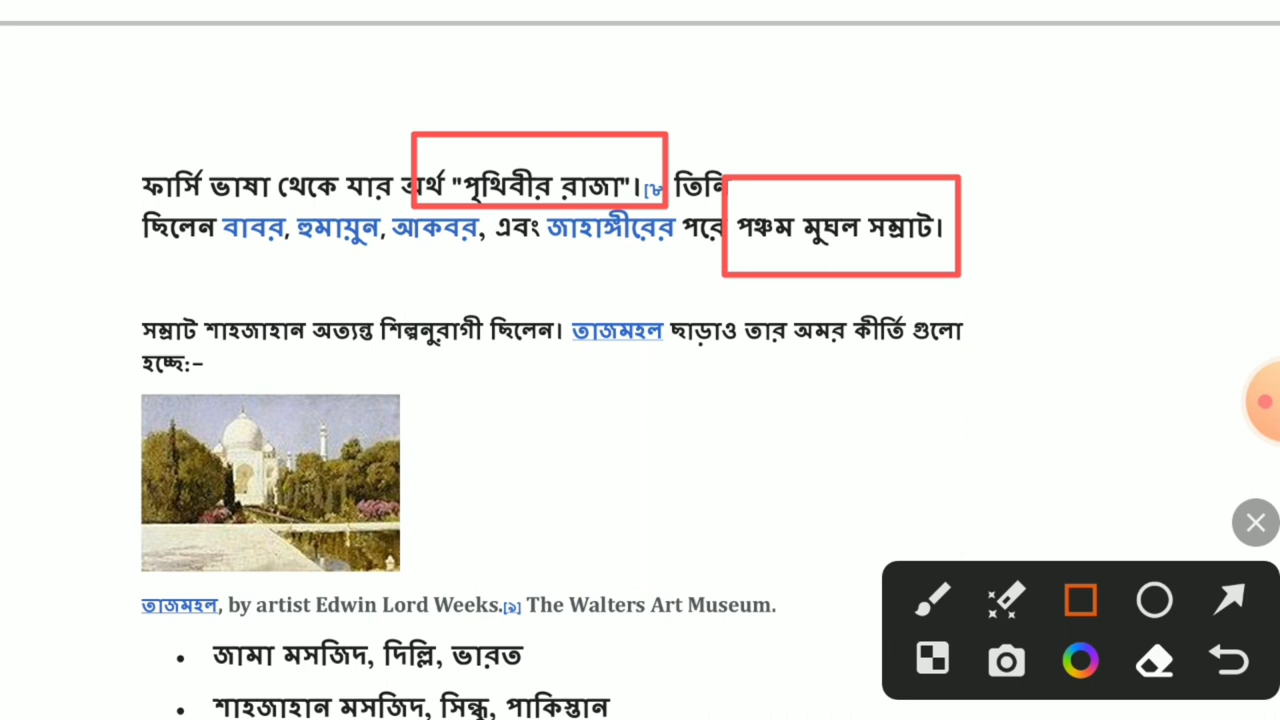 ফার্সি ভাষা থেকে যার অর্থ "পৃথিবীর রাজা"।[৮] তিনি
ছিলেন বাবর, হুমায়ুন, আকবর, এবং জাহাঙ্গীরের পরে পঞ্চম মুঘল সম্রাট।
সম্রাট শাহজাহান অত্যন্ত শিল্পনুরাগী ছিলেন। তাজমহল ছাড়াও তার অমর কীর্তি গুলো
হচ্ছে:–
তাজমহল, by artist Edwin Lord Weeks.[৯] The Walters Art Museum.
• জামা মসজিদ, দিল্লি, ভারত
• শাহজাহান মসজিদ, সিন্ধু, পাকিস্তান